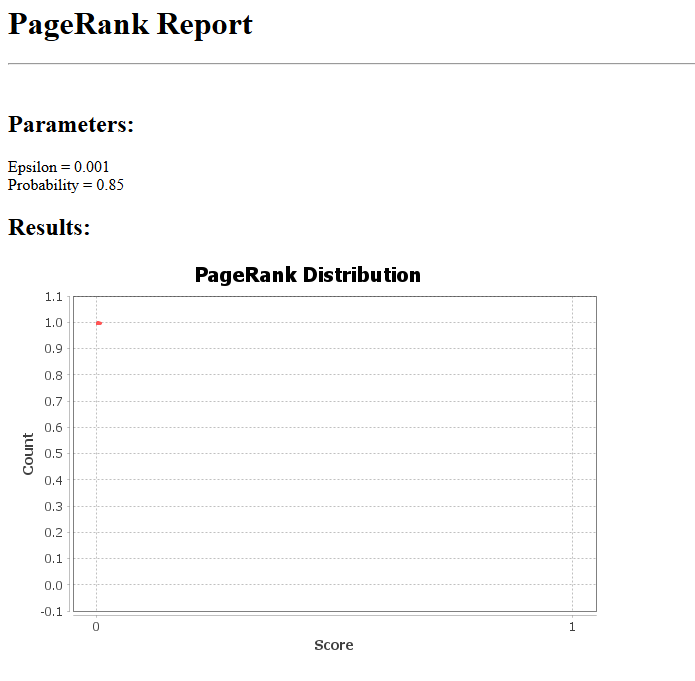 PageRank Report
Parameters:
Epsilon = 0.001
Probability = 0.85
Results:
PageRank Distribution
1.1
1.0
0.9
0.8
0.7
0.6
0.5
0.4
0.3
0.2
0.1
0.0
-0.1
Count
0 1
Score